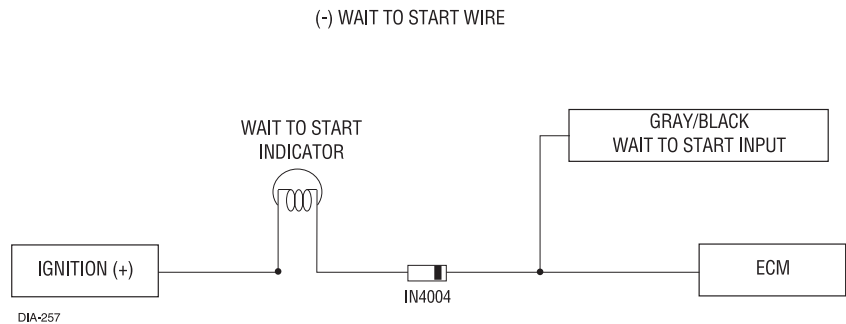 (-) WAIT TO START WIRE
WAIT TO START
INDICATOR
GRAY/BLACK
WAIT TO START INPUT
IGNITION (+)
IN4004
ECM
DIA-257